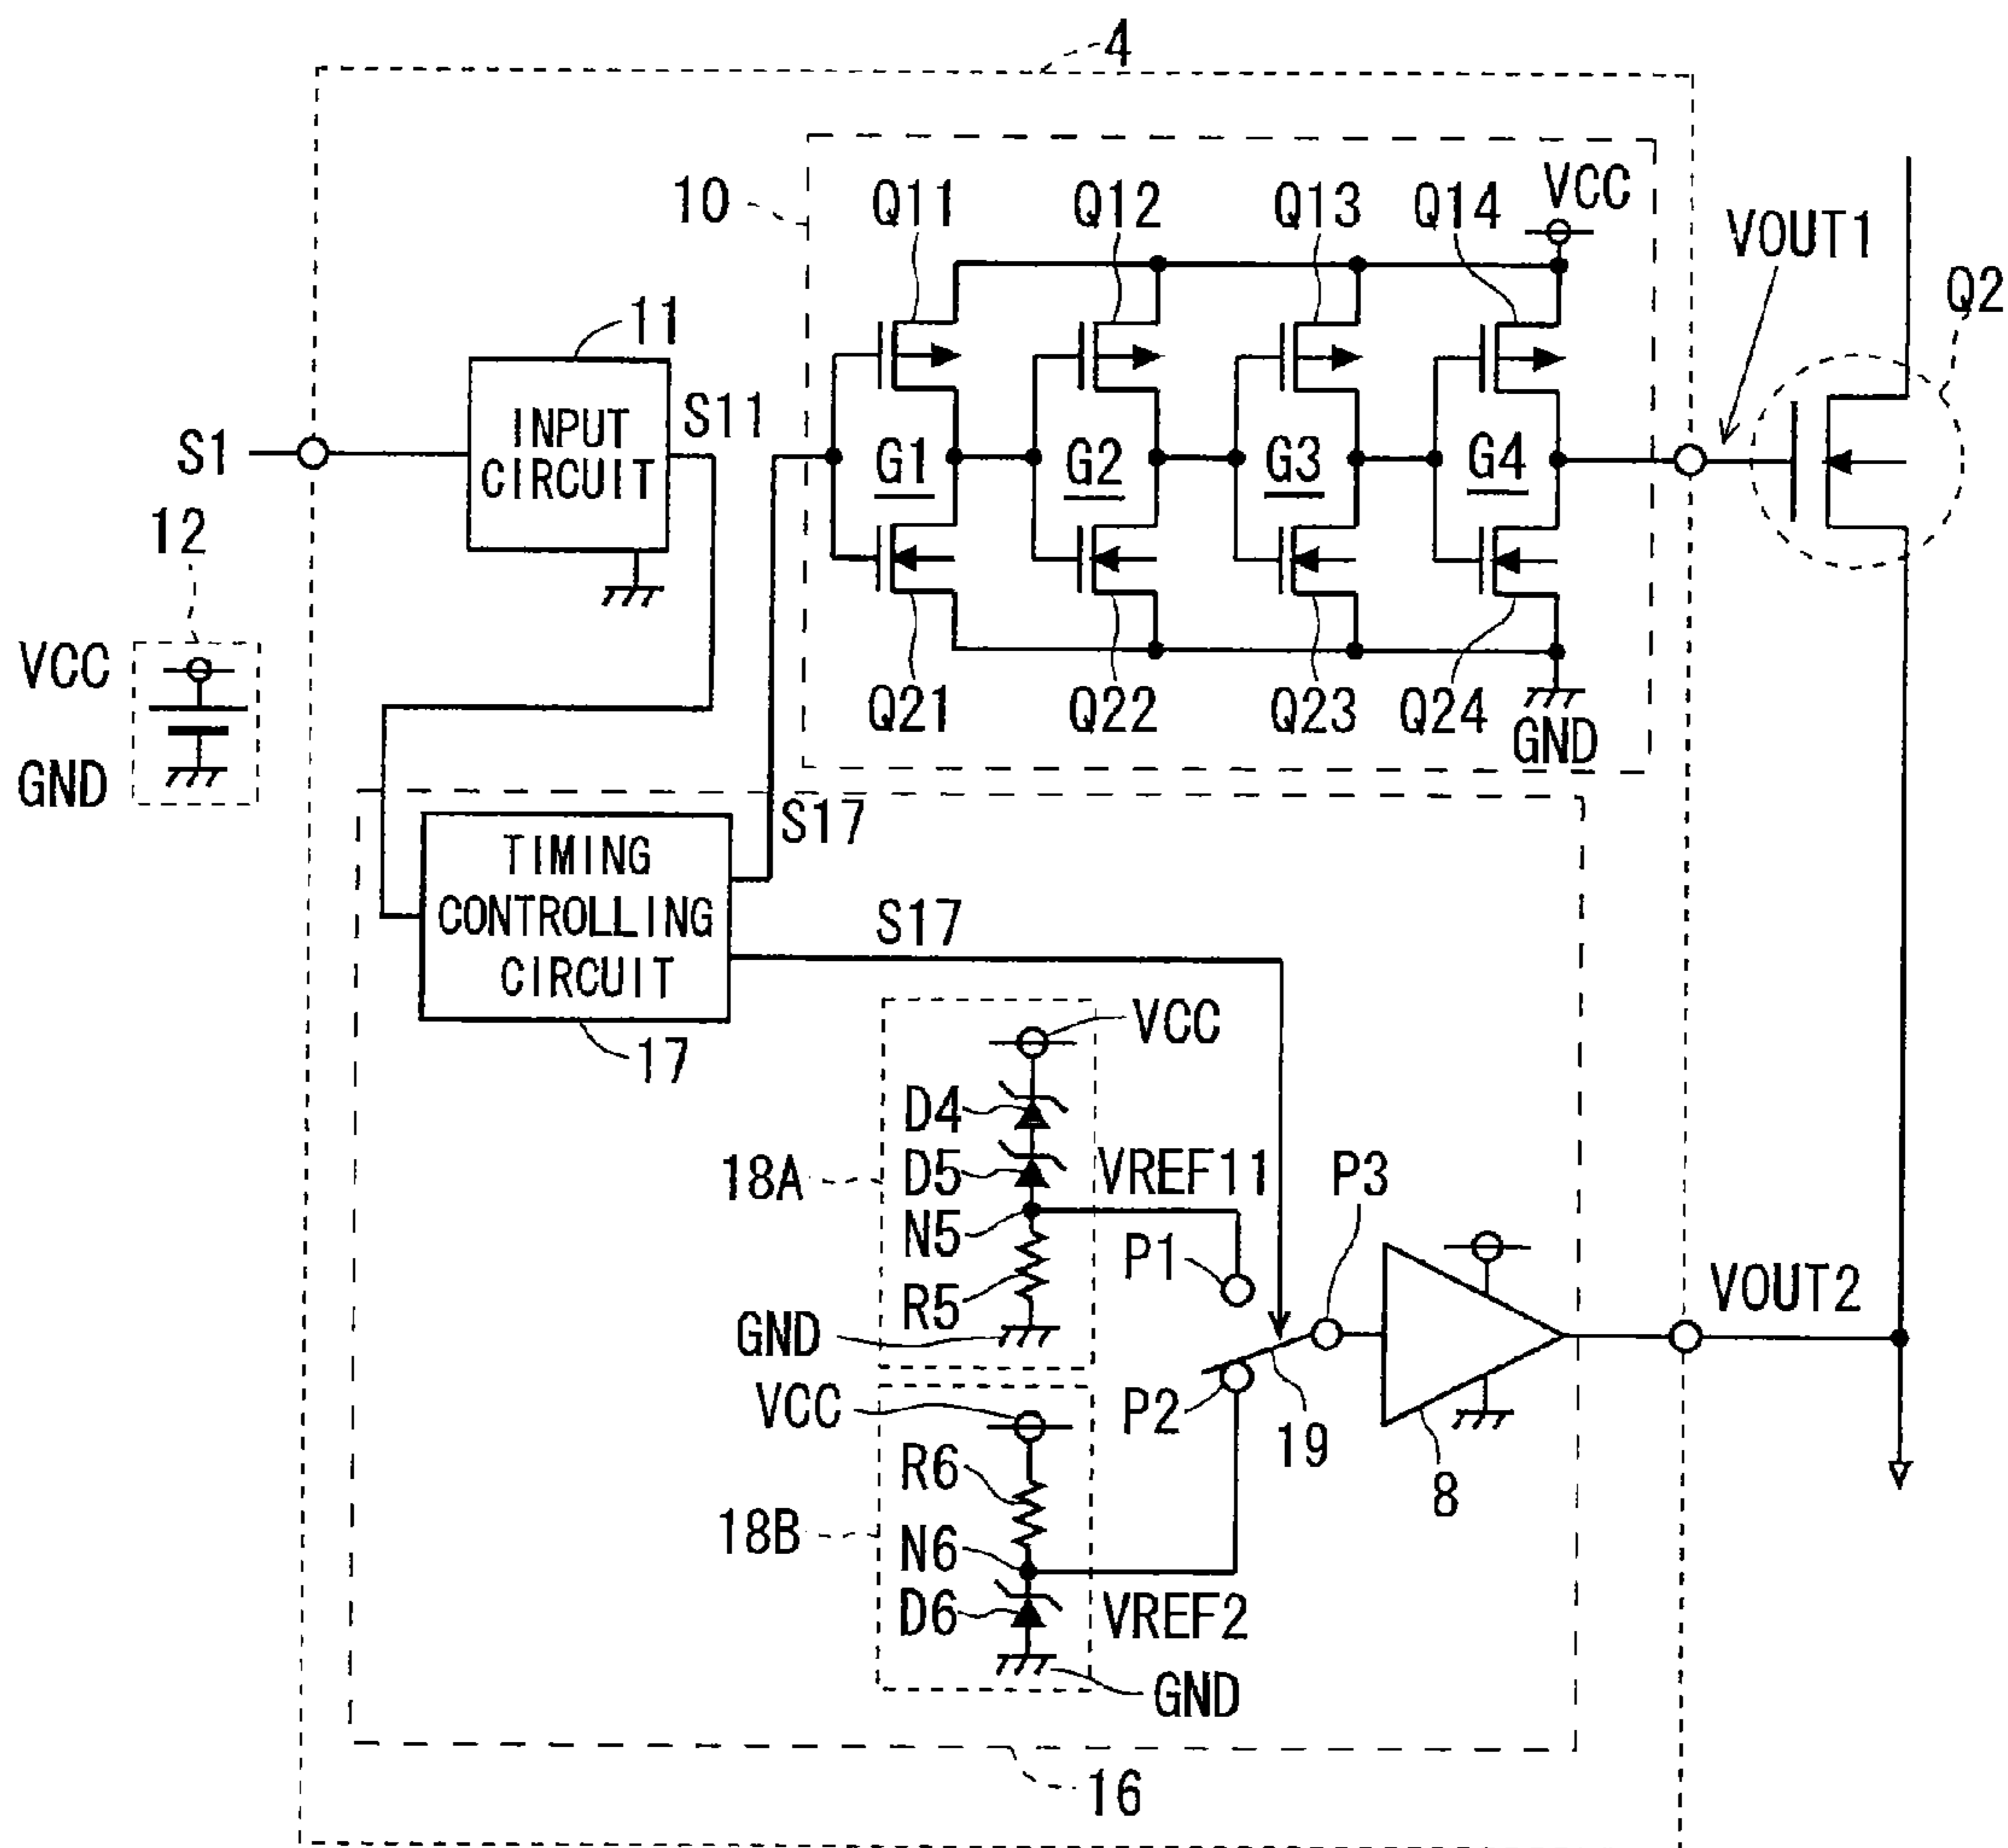 4
10
Q11
Q12
Q13
Q14
VCC
VOUT1
Q2
11
INPUT
CIRCUIT
S11
S1
G1
G2
G3
G4
12
VCC
GND
Q21
Q22
Q23
Q24
GND
S17
TIMING
CONTROLLING
CIRCUIT
S17
17
VCC
D4
18A
D5
VREF11
P3
N5
P1
R5
GND
VOUT2
VCC
P2
19
R6
8
18B
N6
D6
VREF2
GND
16